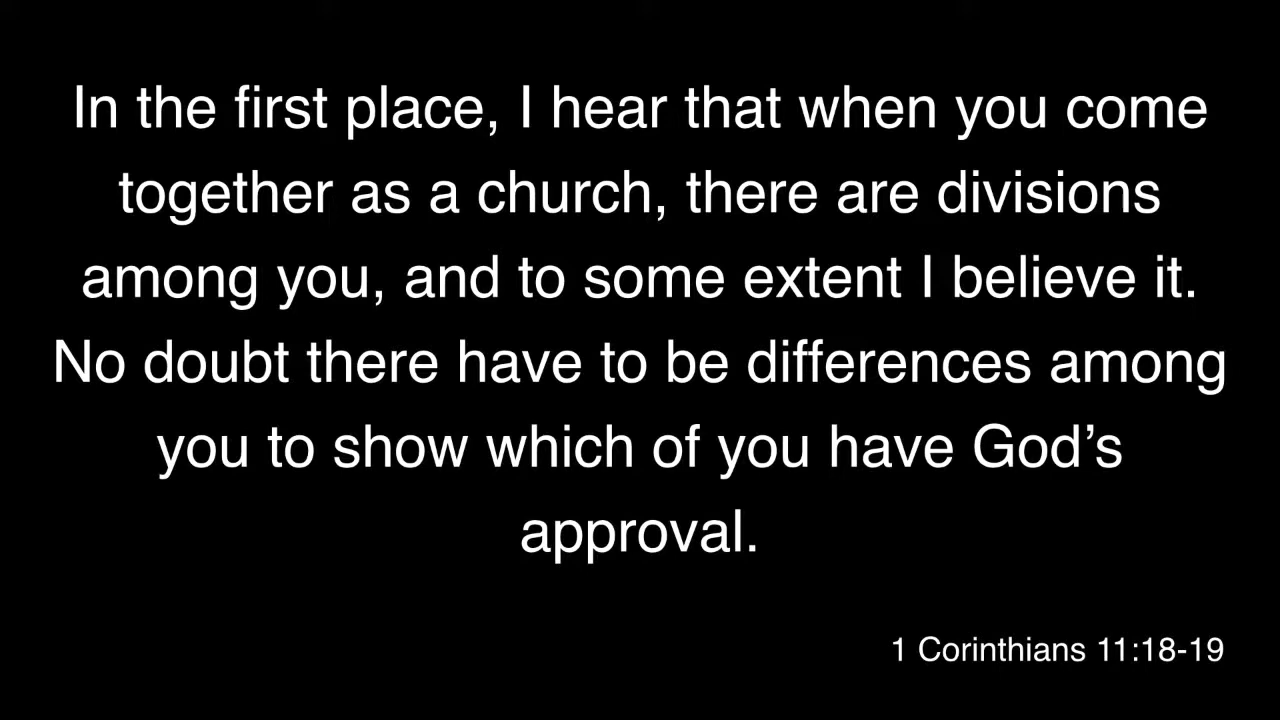 In the first place, I hear that when you come
together as a church, there are divisions
among you, and to some extent I believe it.
No doubt there have to be differences among
you to show which of you have God’s
approval.
1 Corinthians 11:18-19